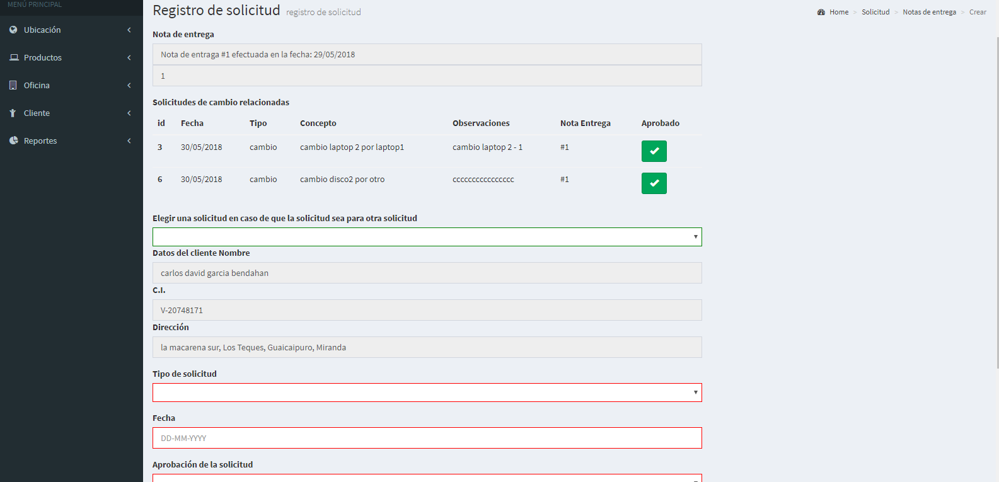 MENÚ PRINCIPAL
Ubicación
Productos
Oficina
Cliente
Reportes
Registro de solicitud registro de solicitud
Home > Solicitud > Notas de entrega > Crear
Nota de entrega
Nota de entraga #1 efectuada en la fecha: 29/05/2018
1
Solicitudes de cambio relacionadas
id Fecha Tipo Concepto Observaciones Nota Entrega Aprobado
3 30/05/2018 cambio cambio laptop 2 por laptop1 cambio laptop 2 - 1 #1
6 30/05/2018 cambio cambio disco2 por otro cccccccccccccccc #1
Elegir una solicitud en caso de que la solicitud sea para otra solicitud
Datos del cliente Nombre
carlos david garcia bendahan
C.I.
V-20748171
Dirección
la macarena sur, Los Teques, Guaicaipuro, Miranda
Tipo de solicitud
Fecha
DD-MM-YYYY
Aprobación de la solicitud